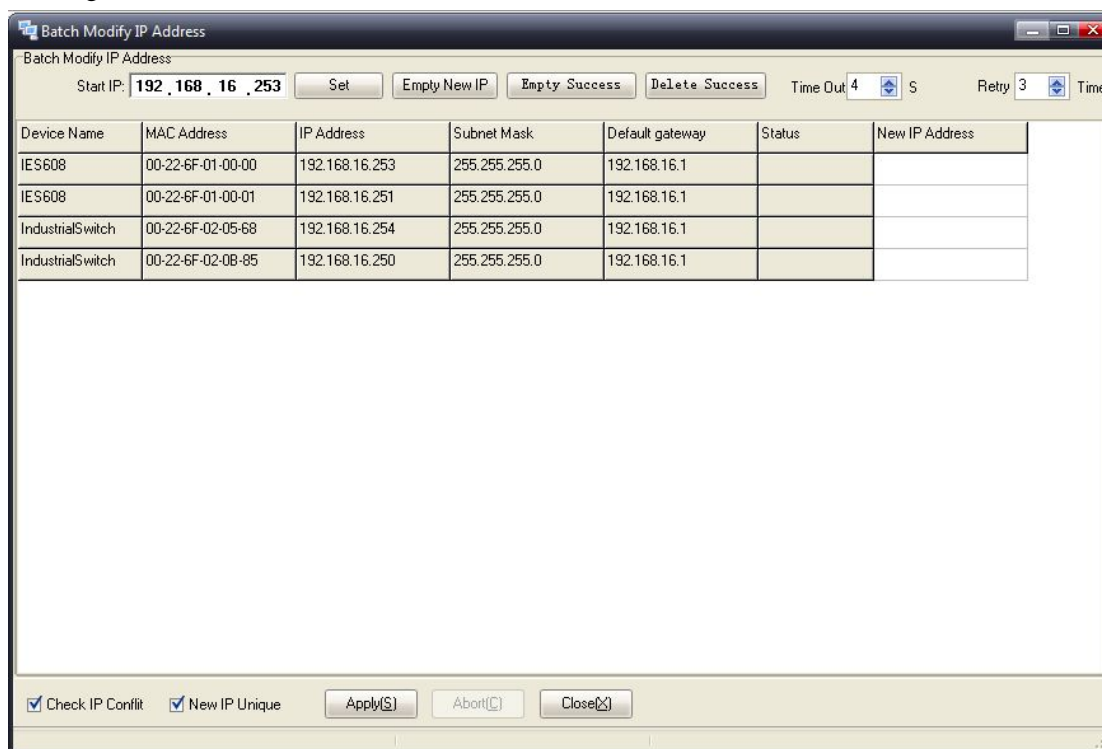 Batch Modify IP Address
Batch Modify IP Address
Start IP: 192 . 168 . 16 . 253 Set Empty New IP Empty Success Delete Success Time Out 4 S Retry 3 Time
Device Name MAC Address IP Address Subnet Mask Default gateway Status New IP Address
IES608 00-22-6F-01-00-00 192.168.16.253 255.255.255.0 192.168.16.1
IES608 00-22-6F-01-00-01 192.168.16.251 255.255.255.0 192.168.16.1
IndustrialSwitch 00-22-6F-02-05-68 192.168.16.254 255.255.255.0 192.168.16.1
IndustrialSwitch 00-22-6F-02-0B-85 192.168.16.250 255.255.255.0 192.168.16.1
Check IP Conflit New IP Unique Apply(S) Abort(C) Close(X)